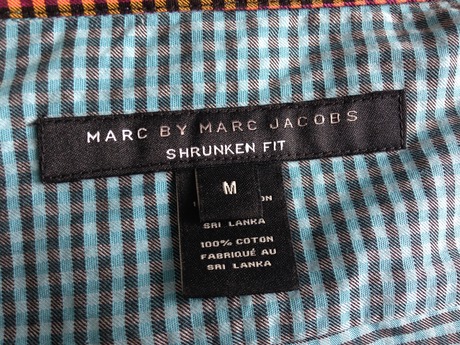 MARC BY MARC JACOBS
SHRUNKEN FIT
M
SRI LANKA
100% COTON
FABRIQUÉ AU
SRI LANKA